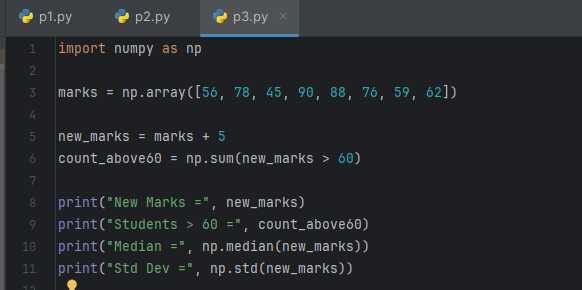 p1.py p2.py p3.py
1 import numpy as np
2
3 marks = np.array([56, 78, 45, 90, 88, 76, 59, 62])
4
5 new_marks = marks + 5
6 count_above60 = np.sum(new_marks > 60)
7
8 print("New Marks =", new_marks)
9 print("Students > 60 =", count_above60)
10 print("Median =", np.median(new_marks))
11 print("Std Dev =", np.std(new_marks))